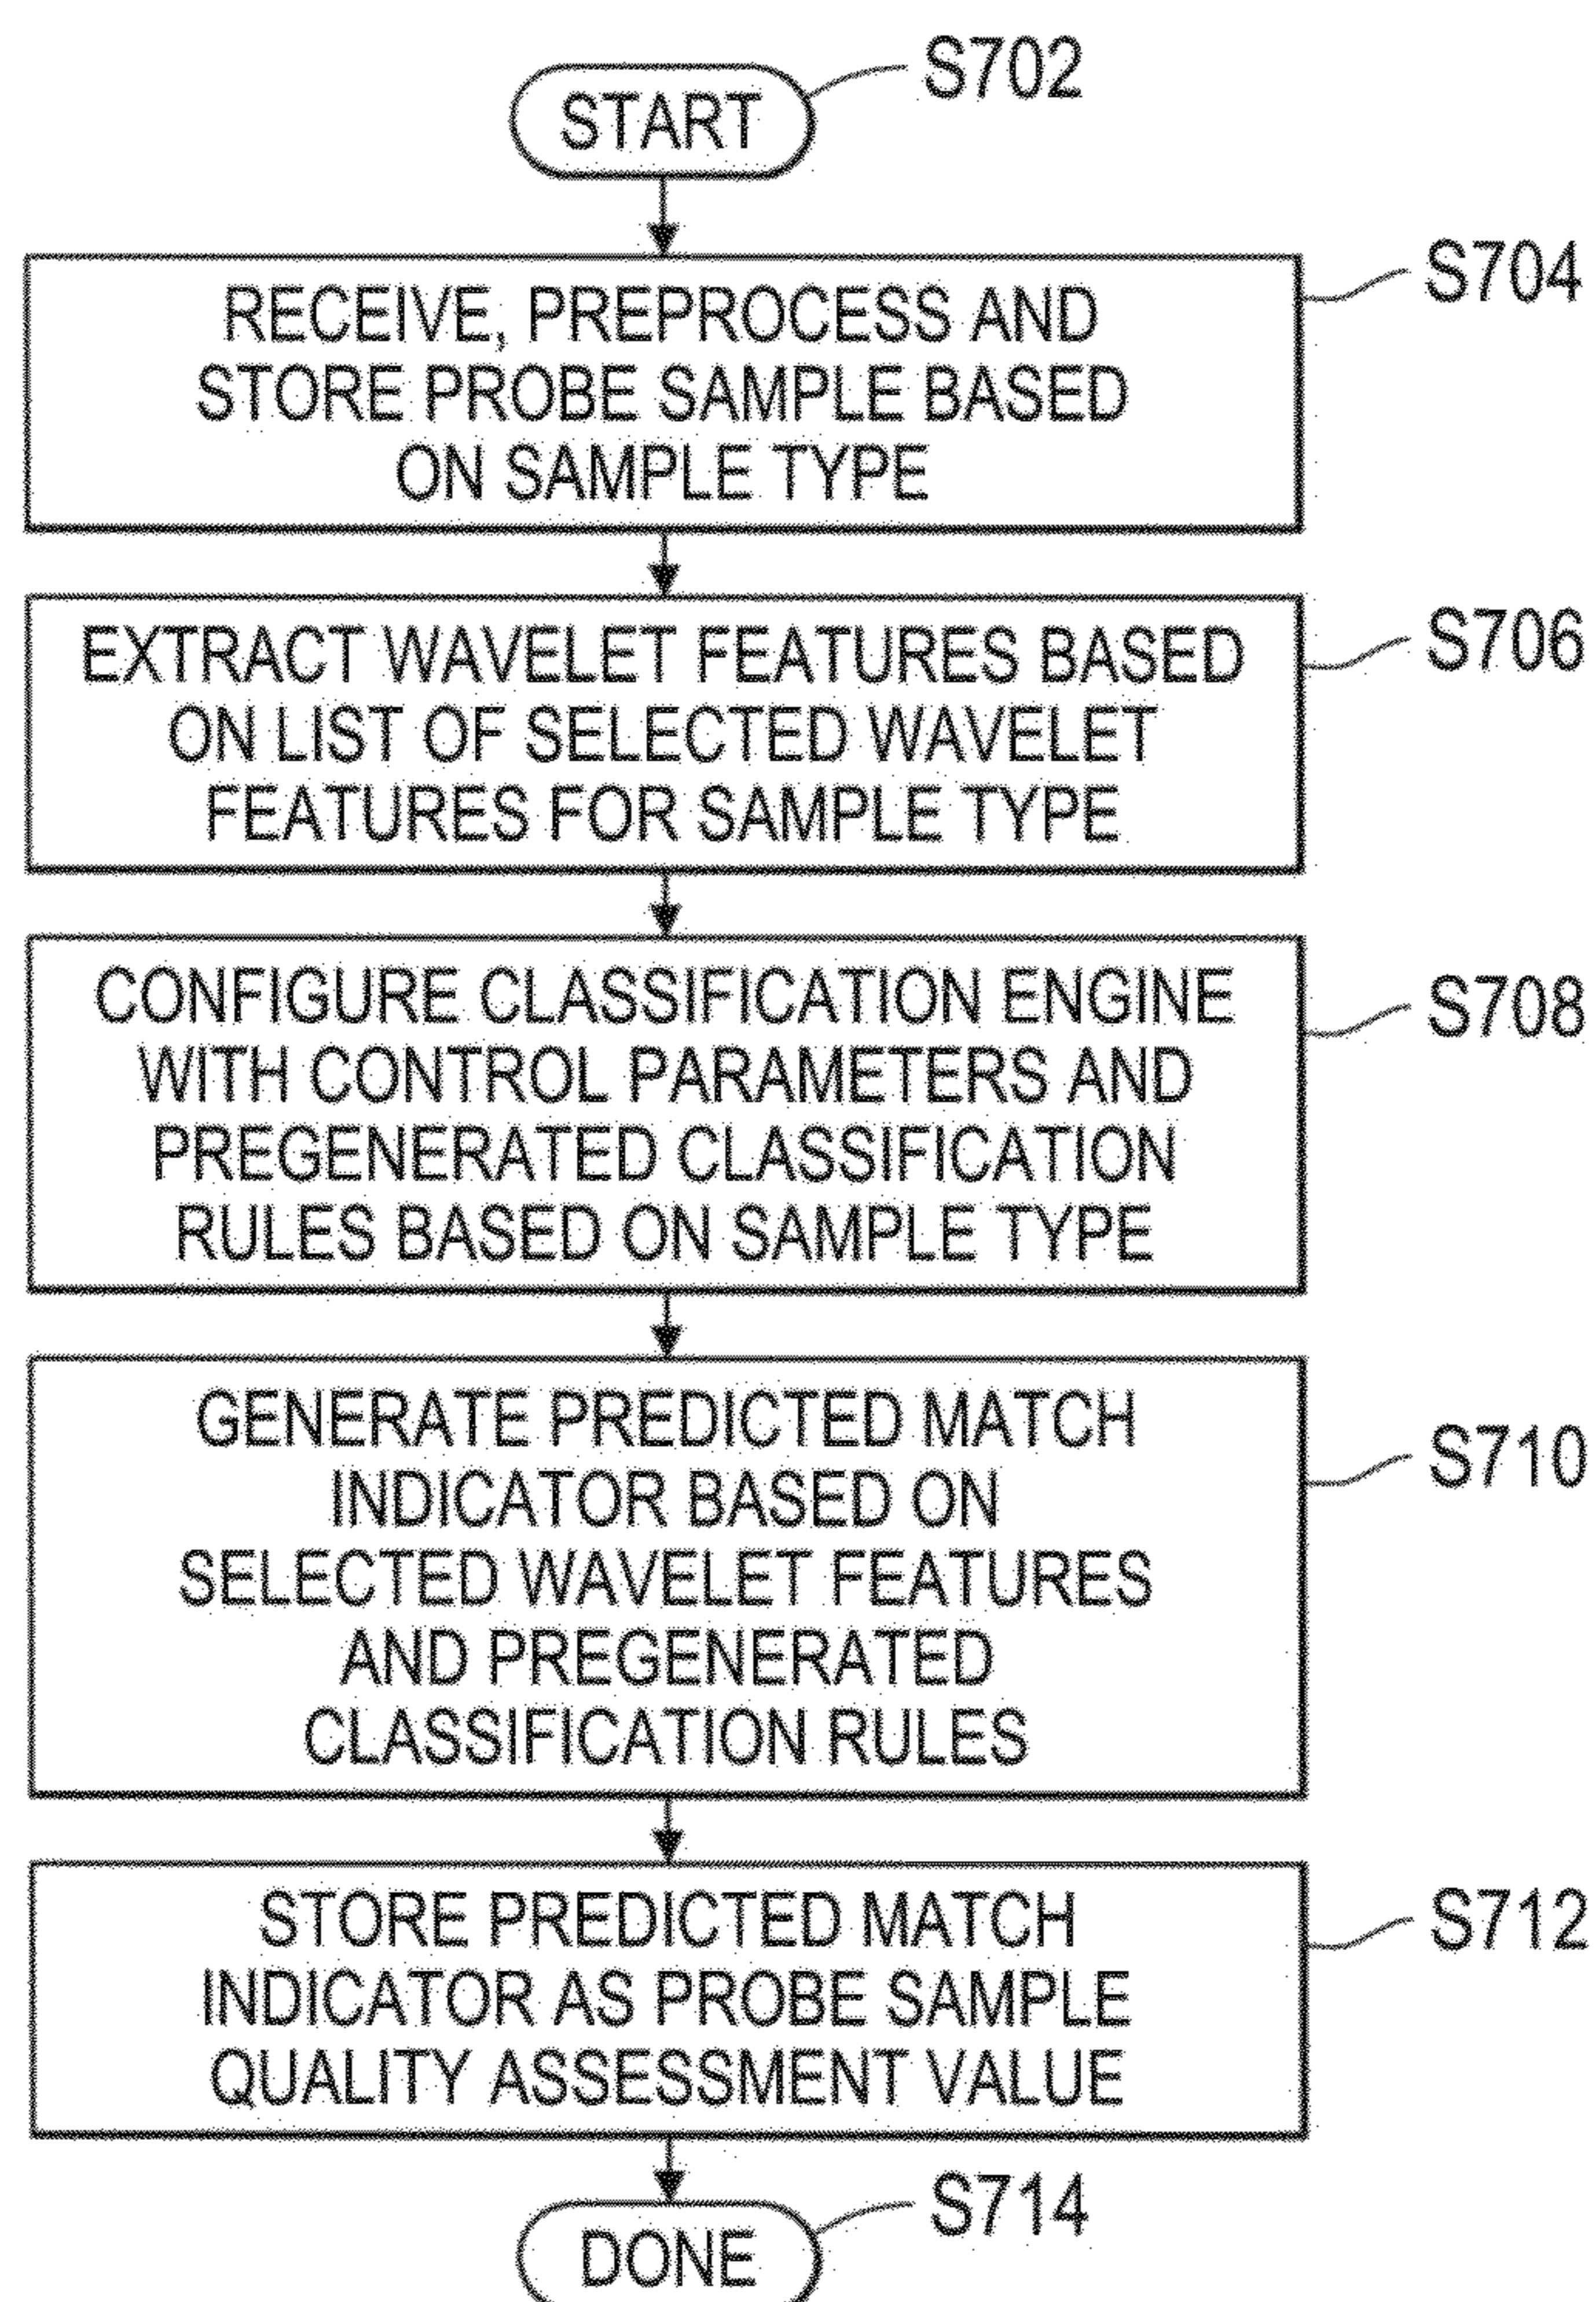 START
S702
RECEIVE, PREPROCESS AND
STORE PROBE SAMPLE BASED
ON SAMPLE TYPE
S704
EXTRACT WAVELET FEATURES BASED
ON LIST OF SELECTED WAVELET
FEATURES FOR SAMPLE TYPE
S706
CONFIGURE CLASSIFICATION ENGINE
WITH CONTROL PARAMETERS AND
PREGENERATED CLASSIFICATION
RULES BASED ON SAMPLE TYPE
S708
GENERATE PREDICTED MATCH
INDICATOR BASED ON
SELECTED WAVELET FEATURES
AND PREGENERATED
CLASSIFICATION RULES
S710
STORE PREDICTED MATCH
INDICATOR AS PROBE SAMPLE
QUALITY ASSESSMENT VALUE
S712
DONE
S714